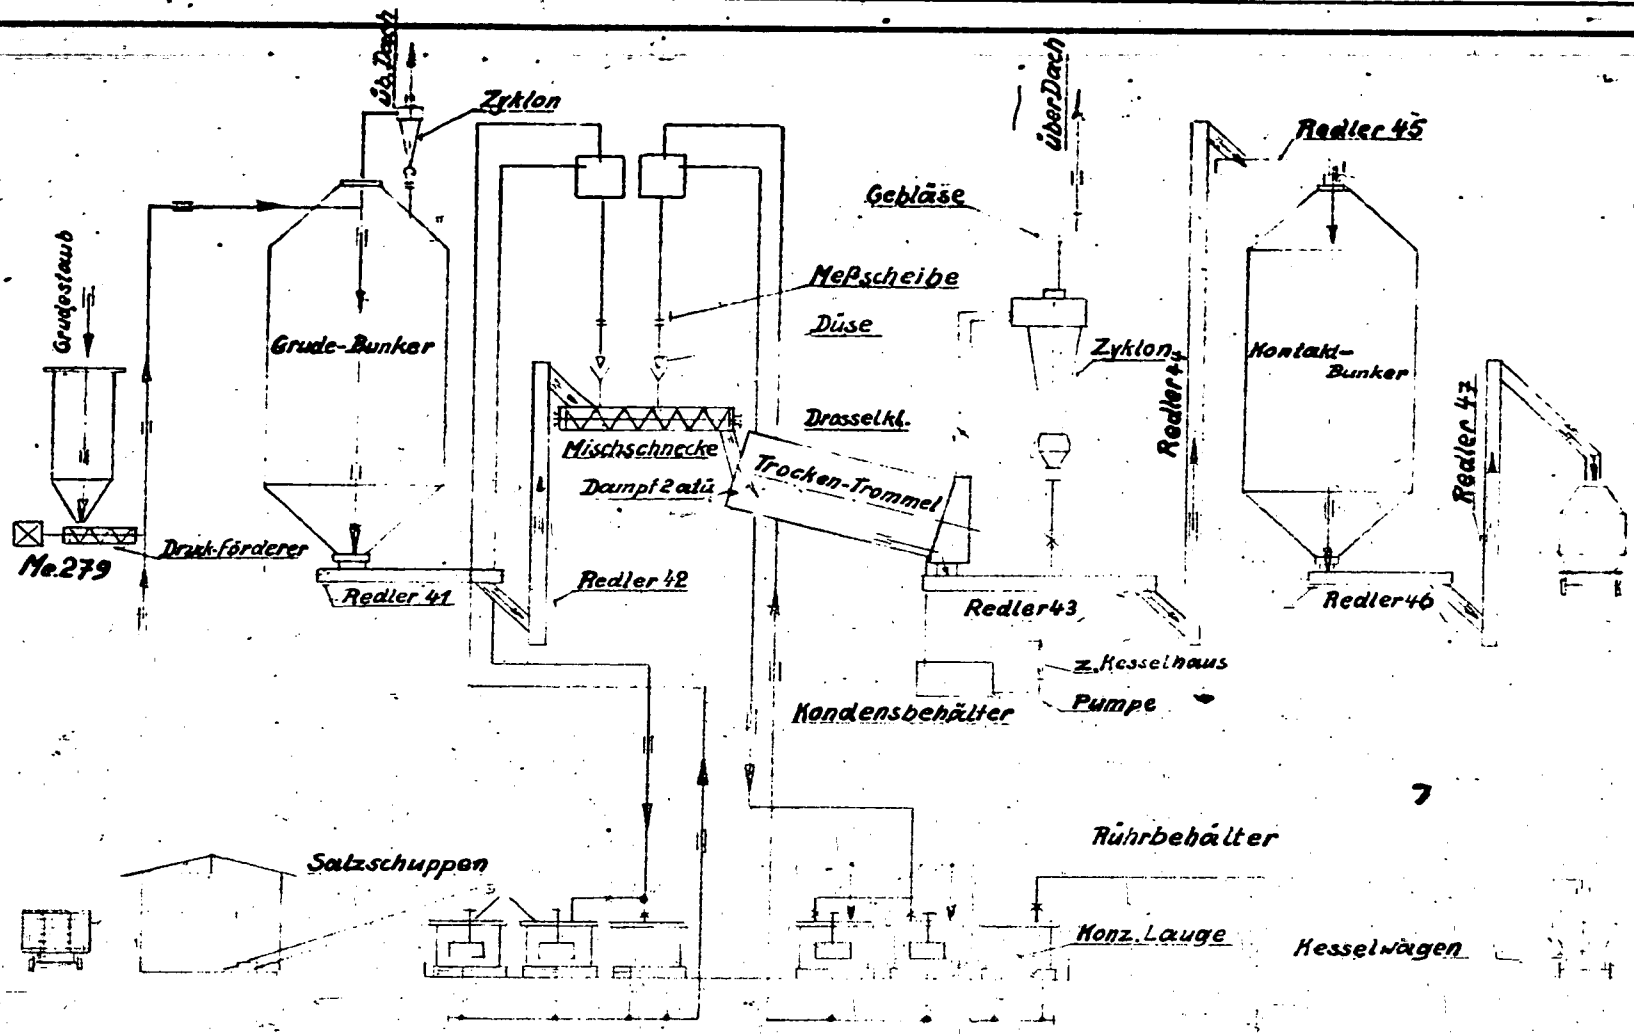 üb. Dach
Zyklon
über Dach
Redler 45
Gebläse
Grudestaub
Meßscheibe
Düse
Grude-Bunker
Zyklon
Kontakt-
Bunker
Redler 44
Redler 47
Drosselkl.
Mischschnecke
Trocken-Trommel
Dampf 2 atü
Druck-Förderer
Me. 279
Redler 41
Redler 42
Redler 43
Redler 46
z. Kesselhaus
Kondensbehälter
Pumpe
Rührbehälter
Salzschuppen
Konz. Lauge
Kesselwagen